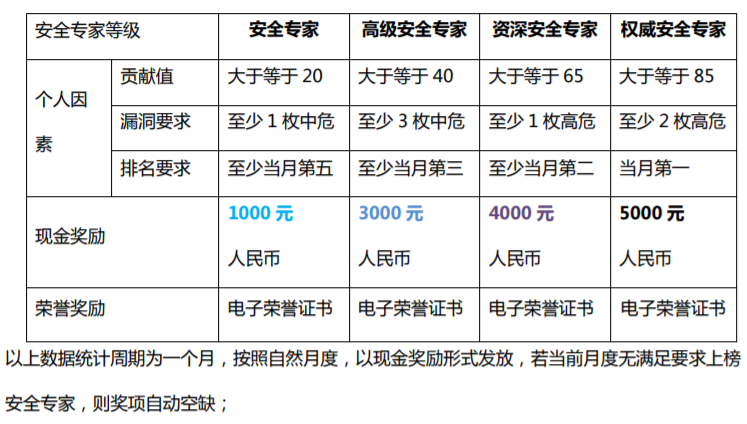 安全专家等级 安全专家 高级安全专家 资深安全专家 权威安全专家
个人因素 贡献值 大于等于 20 大于等于 40 大于等于 65 大于等于 85
漏洞要求 至少 1 枚中危 至少 3 枚中危 至少 1 枚高危 至少 2 枚高危
排名要求 至少当月第五 至少当月第三 至少当月第二 当月第一
现金奖励 1000 元 3000 元 4000 元 5000 元
人民币 人民币 人民币 人民币
荣誉奖励 电子荣誉证书 电子荣誉证书 电子荣誉证书 电子荣誉证书
以上数据统计周期为一个月，按照自然月度，以现金奖励形式发放，若当前月度无满足要求上榜
安全专家，则奖项自动空缺；